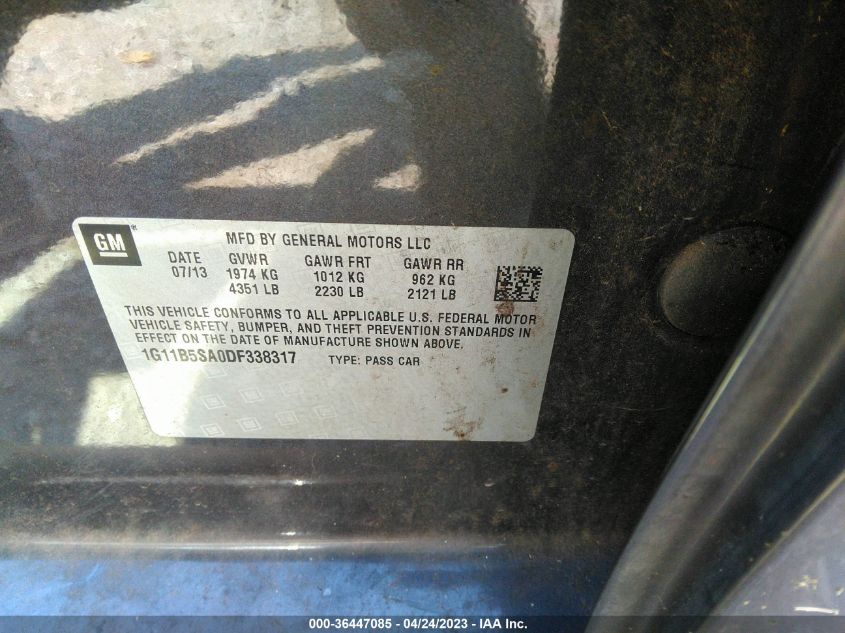 GM ®
MFD BY GENERAL MOTORS LLC
DATE GVWR GAWR FRT GAWR RR
07/13 1974 KG 1012 KG 962 KG
4351 LB 2230 LB 2121 LB
THIS VEHICLE CONFORMS TO ALL APPLICABLE U.S. FEDERAL MOTOR
VEHICLE SAFETY, BUMPER, AND THEFT PREVENTION STANDARDS IN
EFFECT ON THE DATE OF MANUFACTURE SHOWN ABOVE.
1G11B5SA0DF338317 TYPE: PASS CAR
000-36447085 - 04/24/2023 - IAA Inc.